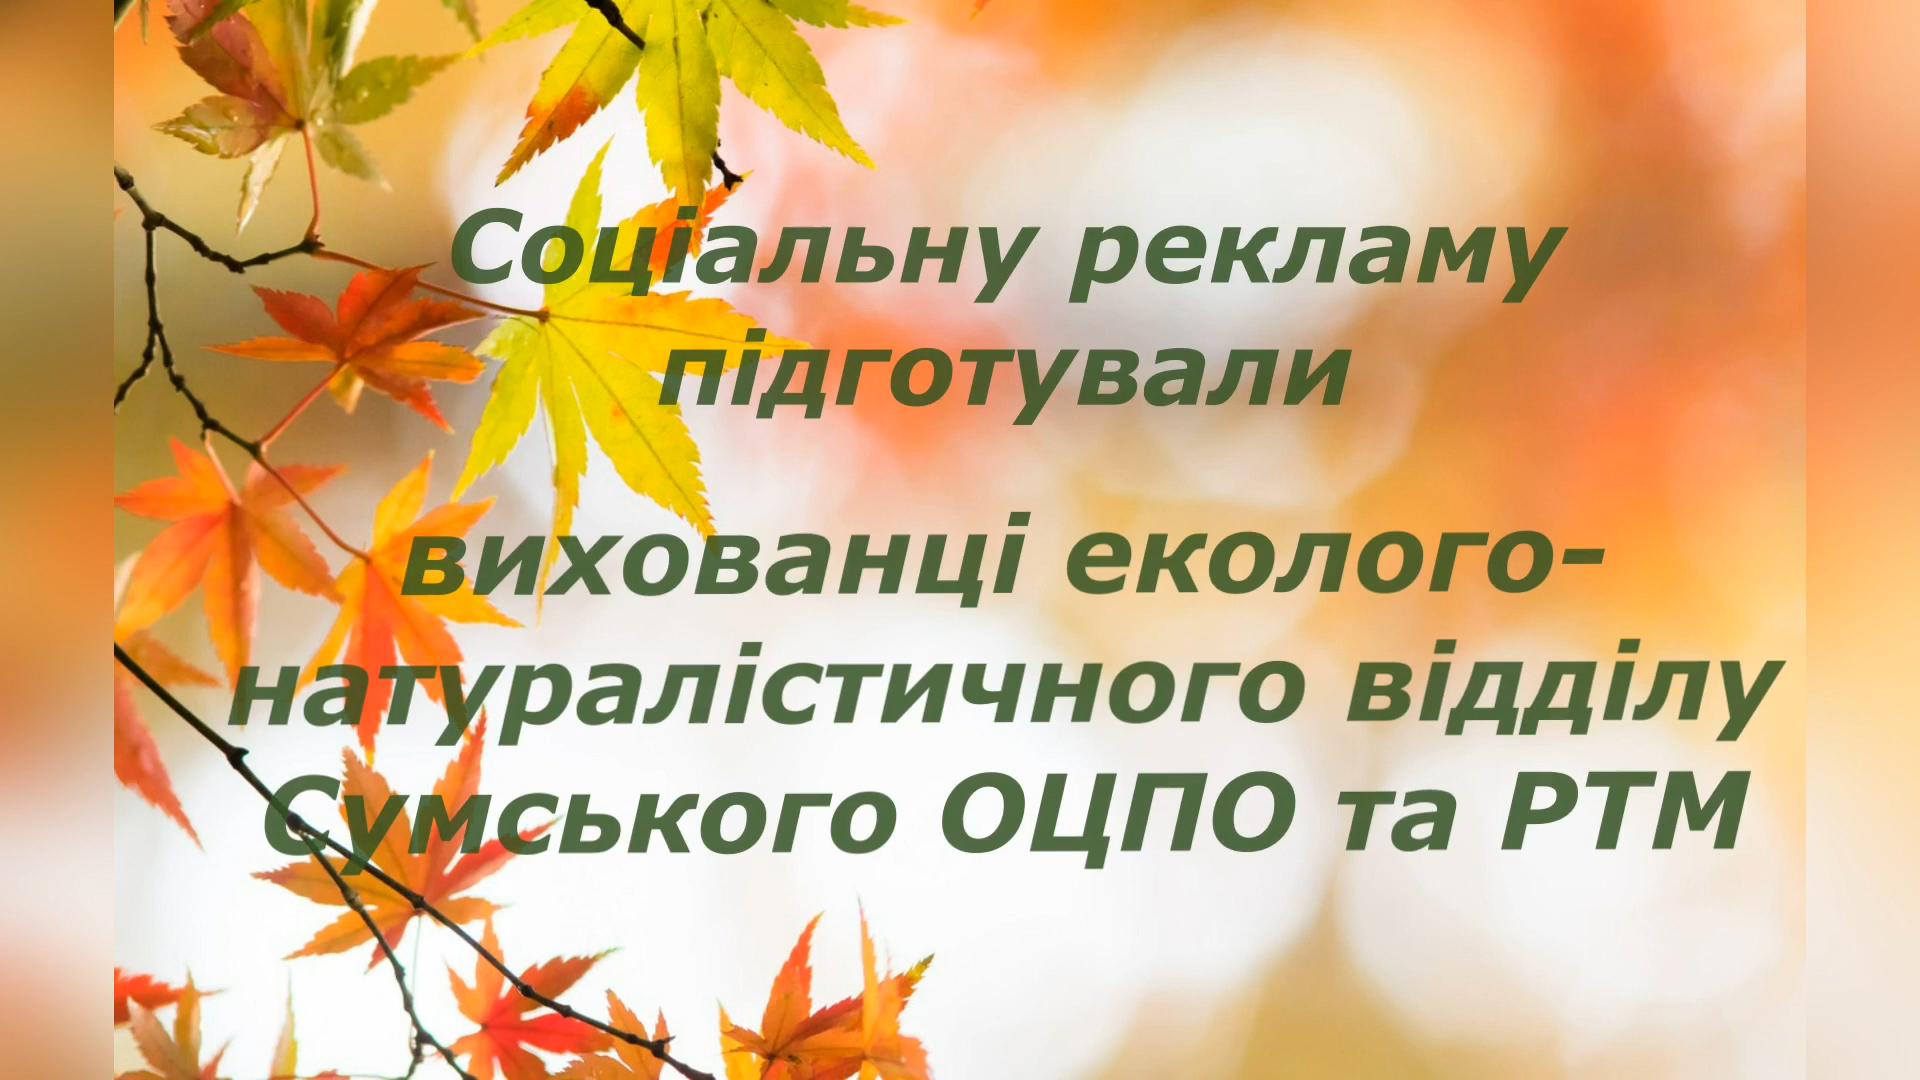 Соціальну рекламу
підготували
вихованці еколого-
натуралістичного відділу
Сумського ОЦПО та РТМ